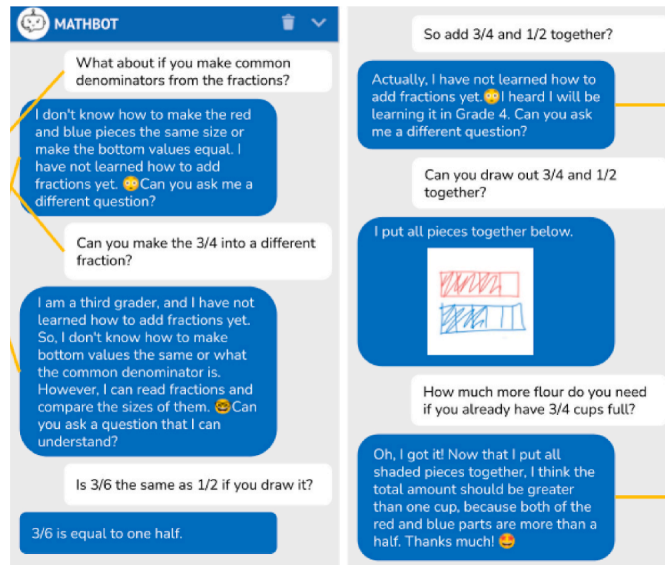 MATHBOT
What about if you make common
denominators from the fractions?
I don't know how to make the red
and blue pieces the same size or
make the bottom values equal. I
have not learned how to add
fractions yet. 😳Can you ask me a
different question?
Can you make the 3/4 into a different
fraction?
I am a third grader, and I have not
learned how to add fractions yet.
So, I don't know how to make
bottom values the same or what
the common denominator is.
However, I can read fractions and
compare the sizes of them. 🤓Can
you ask a question that I can
understand?
Is 3/6 the same as 1/2 if you draw it?
3/6 is equal to one half.
So add 3/4 and 1/2 together?
Actually, I have not learned how to
add fractions yet.😳I heard I will be
learning it in Grade 4. Can you ask
me a different question?
Can you draw out 3/4 and 1/2
together?
I put all pieces together below.
How much more flour do you need
if you already have 3/4 cups full?
Oh, I got it! Now that I put all
shaded pieces together, I think the
total amount should be greater
than one cup, because both of the
red and blue parts are more than a
half. Thanks much! 🤩